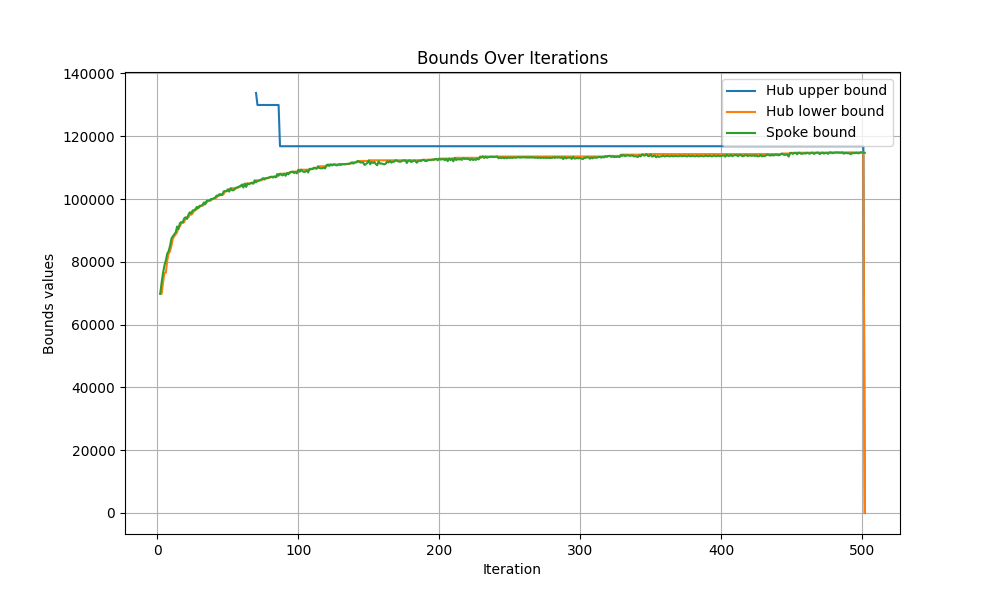 Bounds Over Iterations
Bounds values
140000
120000
100000
80000
60000
40000
20000
0
Hub upper bound
Hub lower bound
Spoke bound
0
100
200
300
400
500
Iteration